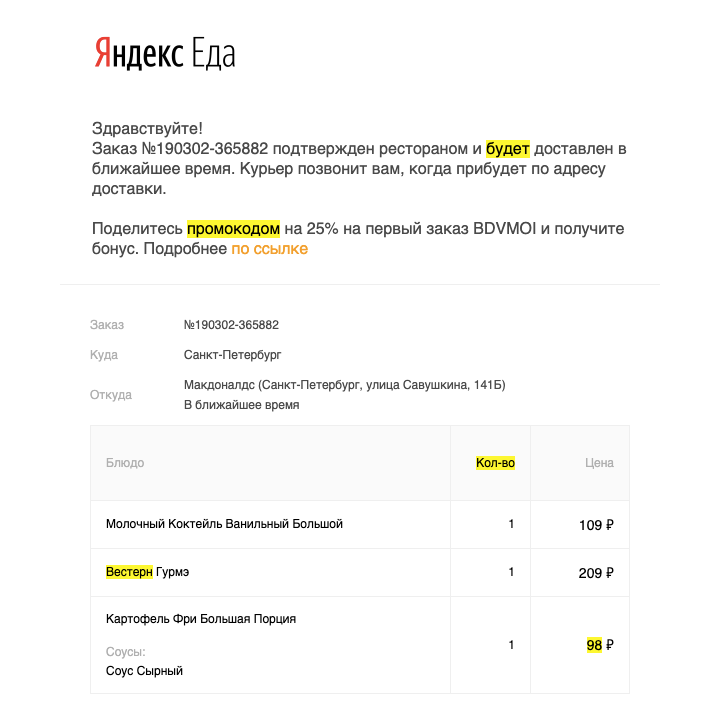 Яндекс Еда
Здравствуйте!
Заказ №190302-365882 подтвержден рестораном и будет доставлен в
ближайшее время. Курьер позвонит вам, когда прибудет по адресу
доставки.
Поделитесь промокодом на 25% на первый заказ BDVMOI и получите
бонус. Подробнее по ссылке
Заказ №190302-365882
Куда Санкт-Петербург
Откуда Макдоналдс (Санкт-Петербург, улица Савушкина, 141Б)
В ближайшее время
Блюдо Кол-во Цена
Молочный Коктейль Ванильный Большой 1 109 ₽
Вестерн Гурмэ 1 209 ₽
Картофель Фри Большая Порция
Соусы: 1 98 ₽
Соус Сырный